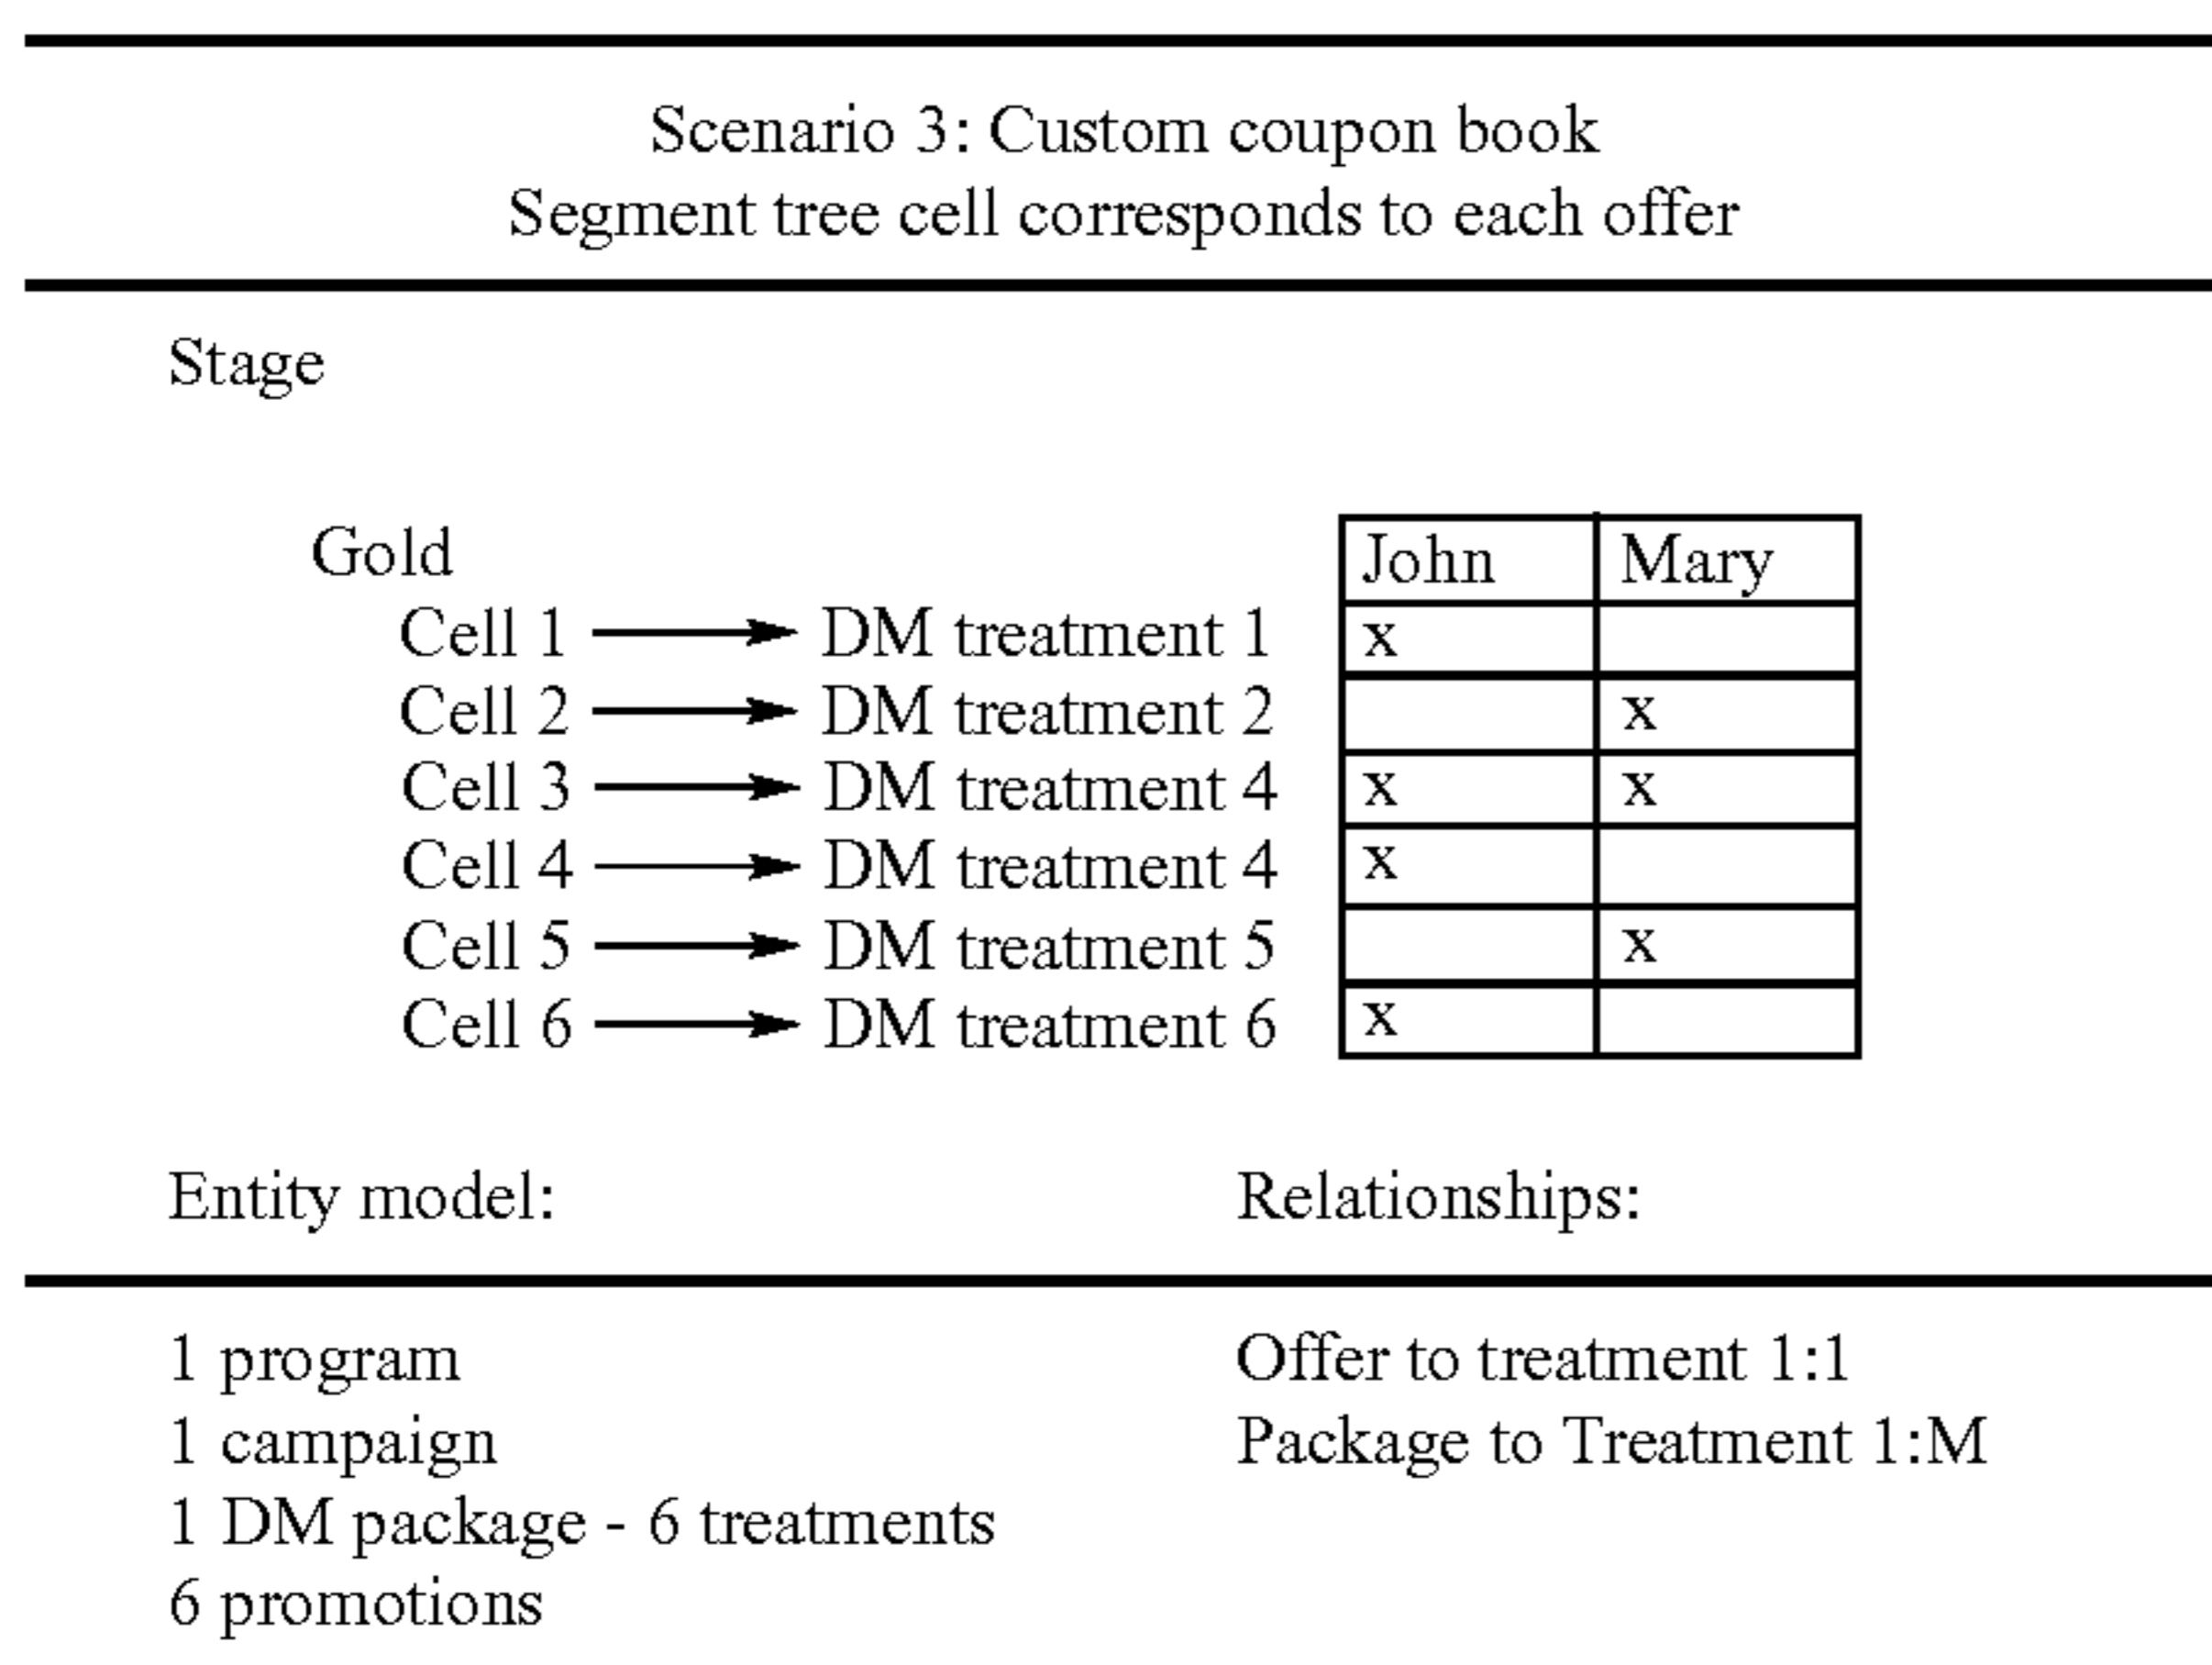 Scenario 3: Custom coupon book
Segment tree cell corresponds to each offer
Stage
Gold John Mary
Cell 1 DM treatment 1 x
Cell 2 DM treatment 2 x
Cell 3 DM treatment 4 x x
Cell 4 DM treatment 4 x
Cell 5 DM treatment 5 x
Cell 6 DM treatment 6 x
Entity model: Relationships:
1 program Offer to treatment 1:1
1 campaign Package to Treatment 1:M
1 DM package - 6 treatments
6 promotions